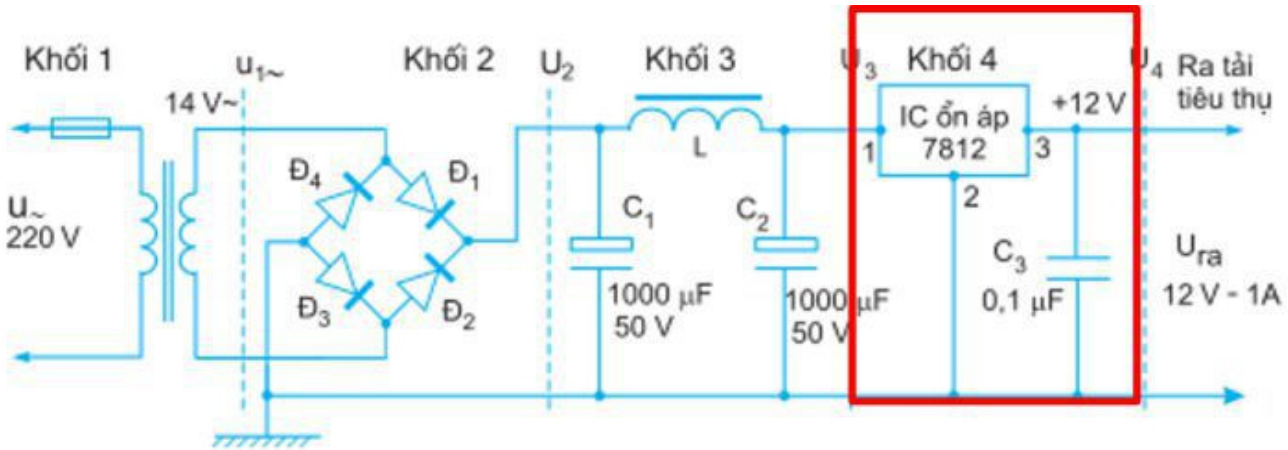 Khối 1
u₁~
Khối 2
U₂
Khối 3
U₃
Khối 4
U₄
Ra tải
tiêu thụ
14 V~
+12 V
IC ổn áp
7812
1
3
2
L
Đ₄
Đ₁
Đ₃
Đ₂
u~
220 V
C₁
1000 μF
50 V
C₂
1000 μF
50 V
C₃
0,1 μF
Ura
12 V - 1A